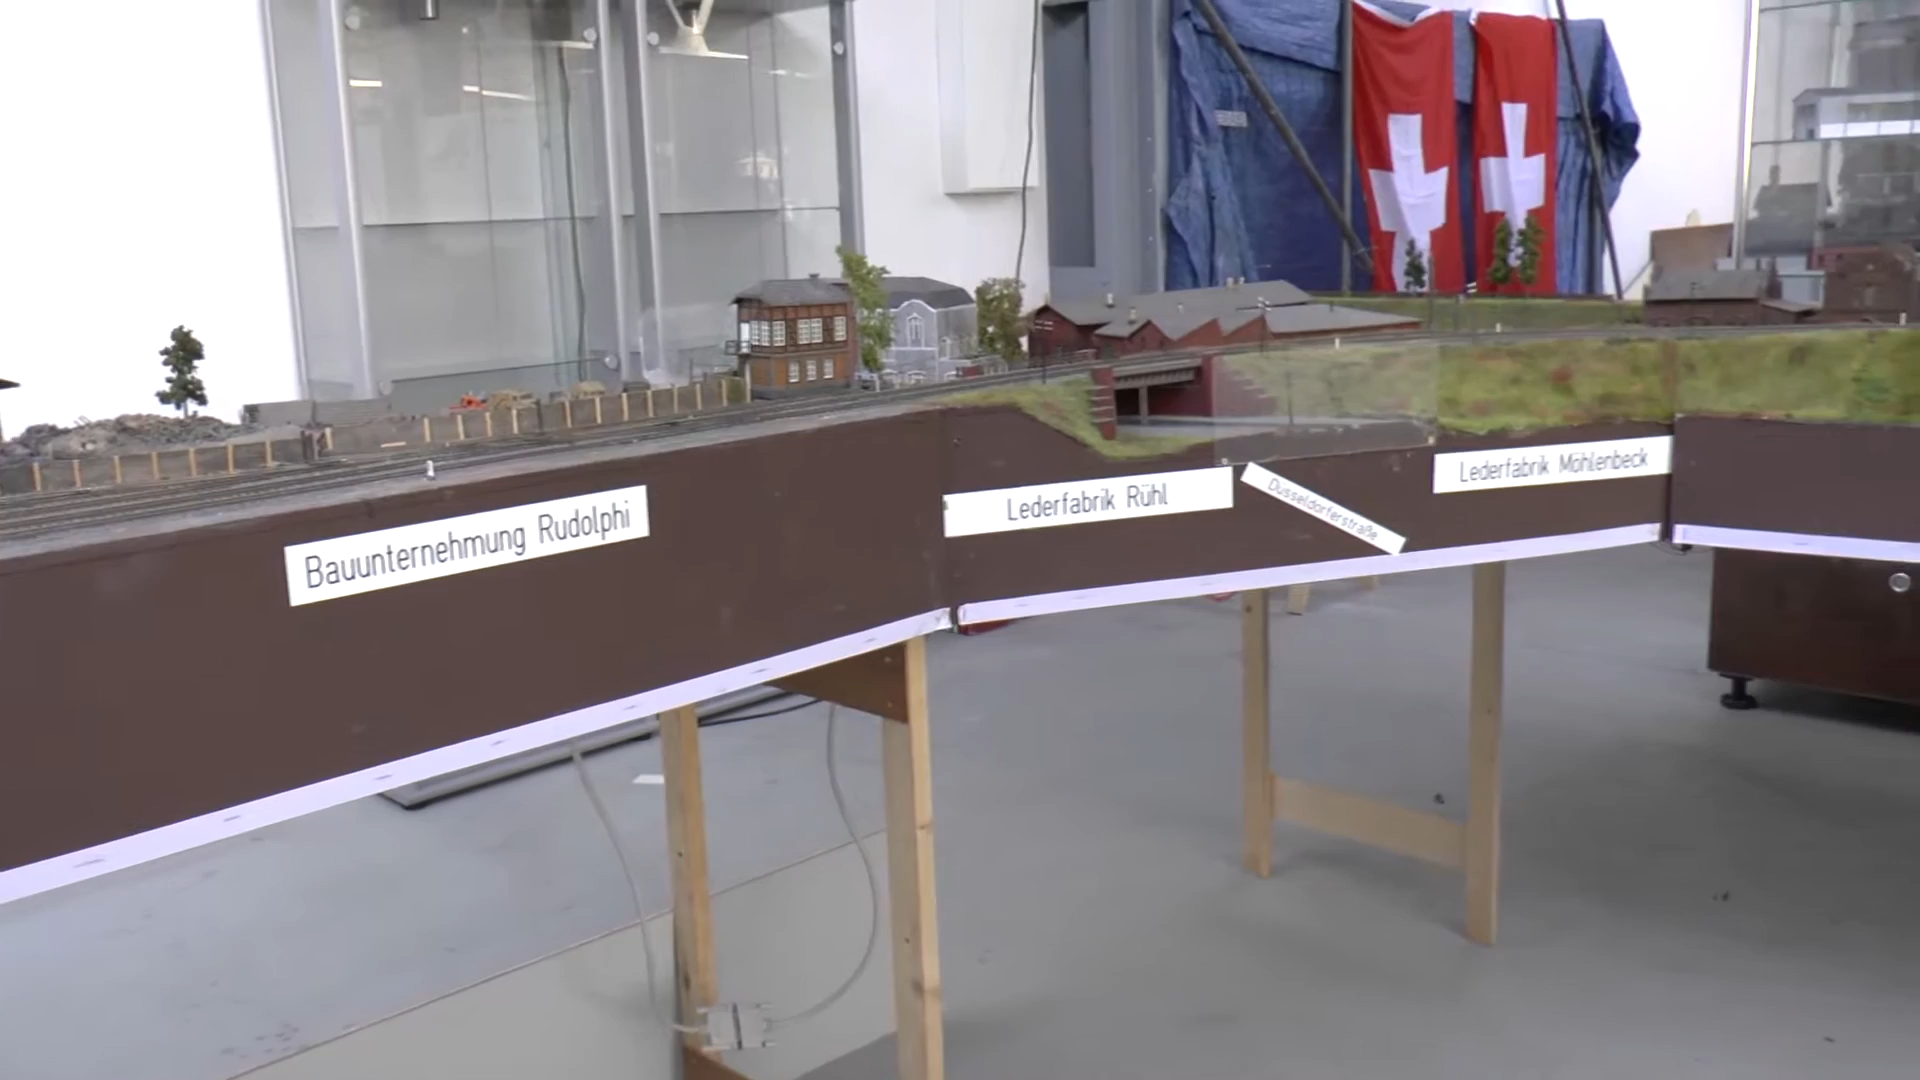 Bauunternehmung Rudolphi
Lederfabrik Rühl
Dusseldorferstraße
Lederfabrik Möhlenbeck